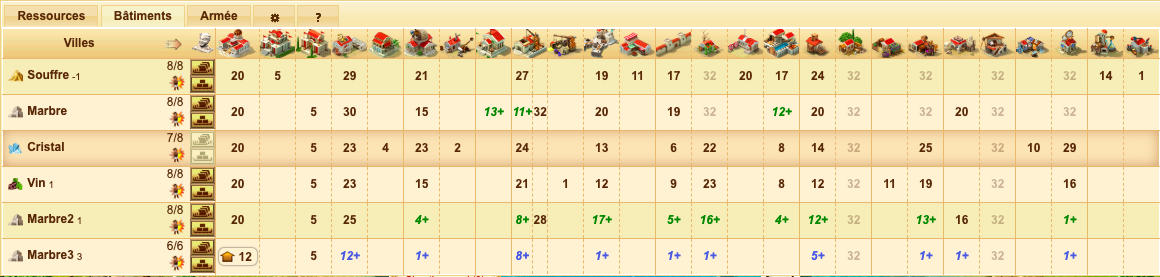 Ressources Bâtiments Armée ?
Villes
Souffre -1 8/8 20 5 29 21 27 19 11 17 32 20 17 24 32 32 32 32 14 1
Marbre 8/8 20 5 30 15 13+ 11+ 32 20 19 32 12+ 20 32 20 32 32
Cristal 7/8 20 5 23 4 23 2 24 13 6 22 8 14 32 25 32 10 29
Vin 1 8/8 20 5 23 15 21 1 12 9 23 8 12 32 11 19 32 16
Marbre2 1 8/8 20 5 25 4+ 8+ 28 17+ 5+ 16+ 4+ 12+ 32 13+ 16 32 1+
Marbre3 3 6/6 12 5 12+ 1+ 8+ 1+ 1+ 1+ 5+ 32 1+ 1+ 32 1+